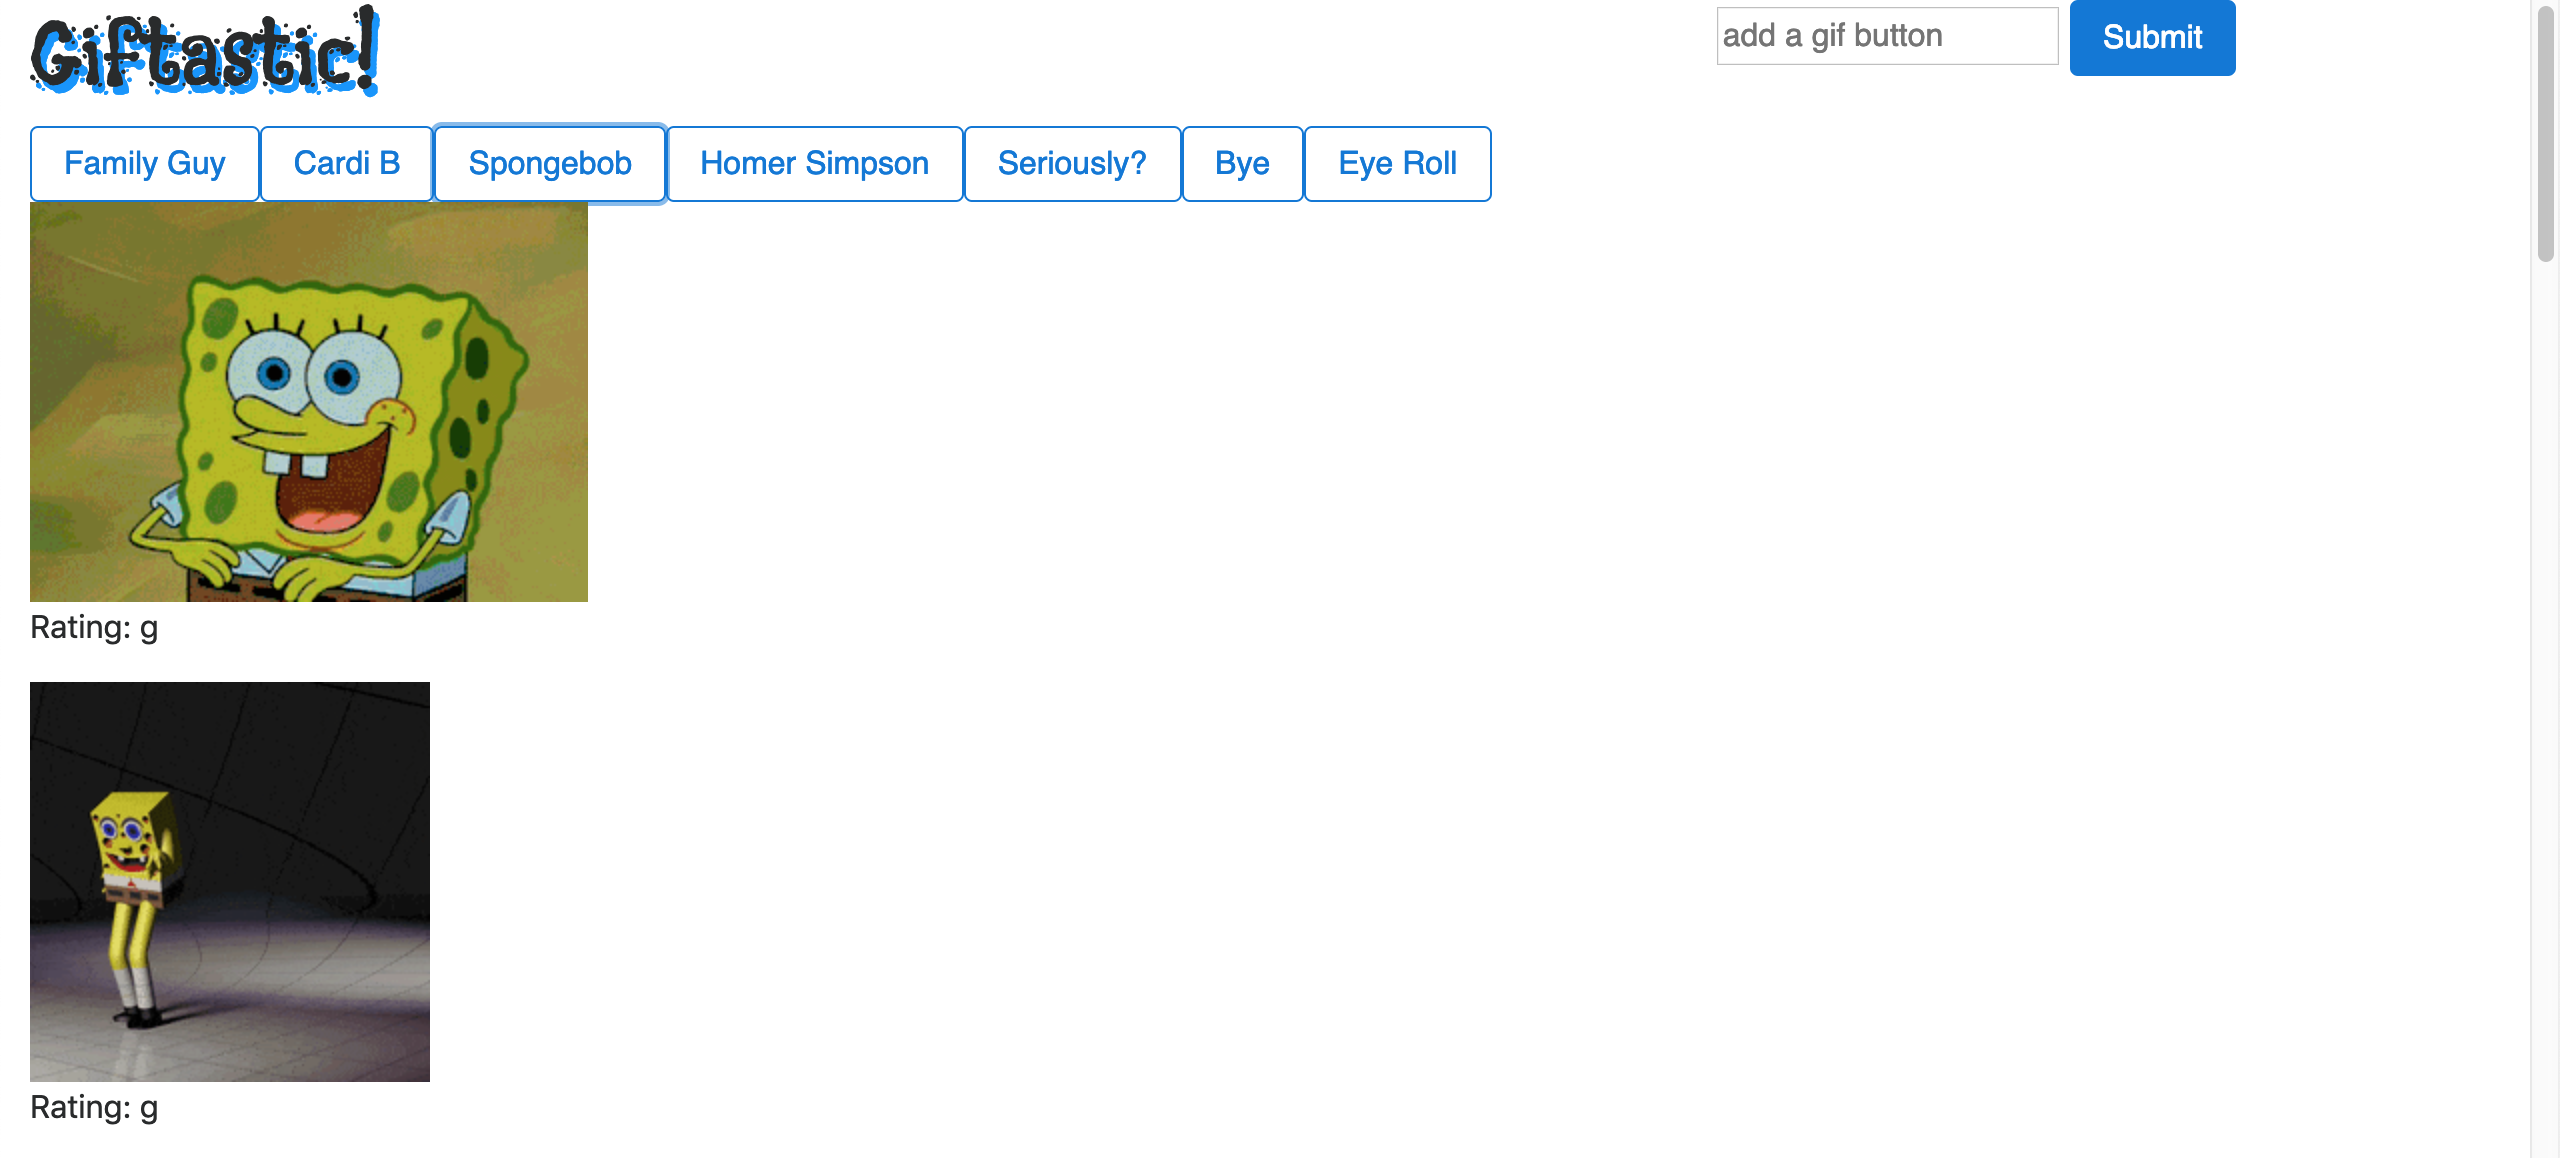 Giftastic!
add a gif button
Submit
Family Guy
Cardi B
Spongebob
Homer Simpson
Seriously?
Bye
Eye Roll
Rating: g
Rating: g